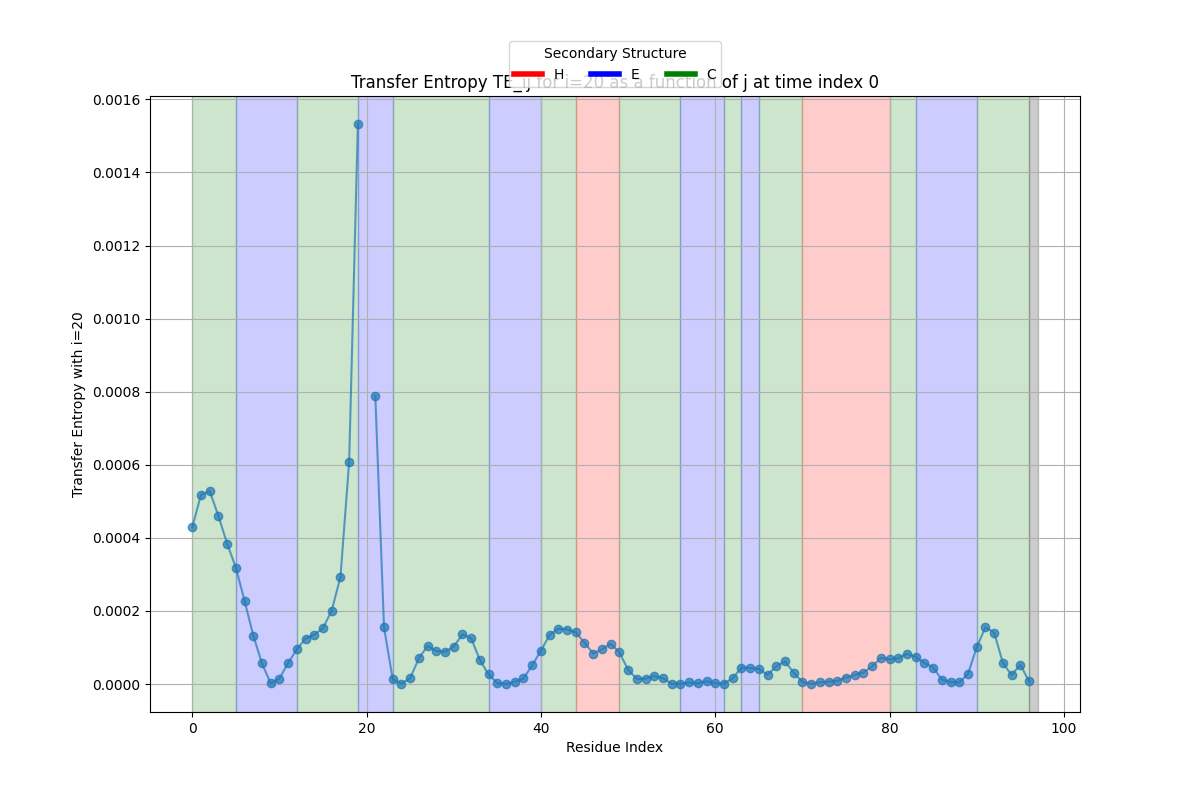 Secondary Structure
H E C
Transfer Entropy TE_ij for i=20 as a function of j at time index 0
0.0016
0.0014
0.0012
0.0010
0.0008
0.0006
0.0004
0.0002
0.0000
Transfer Entropy with i=20
0 20 40 60 80 100
Residue Index